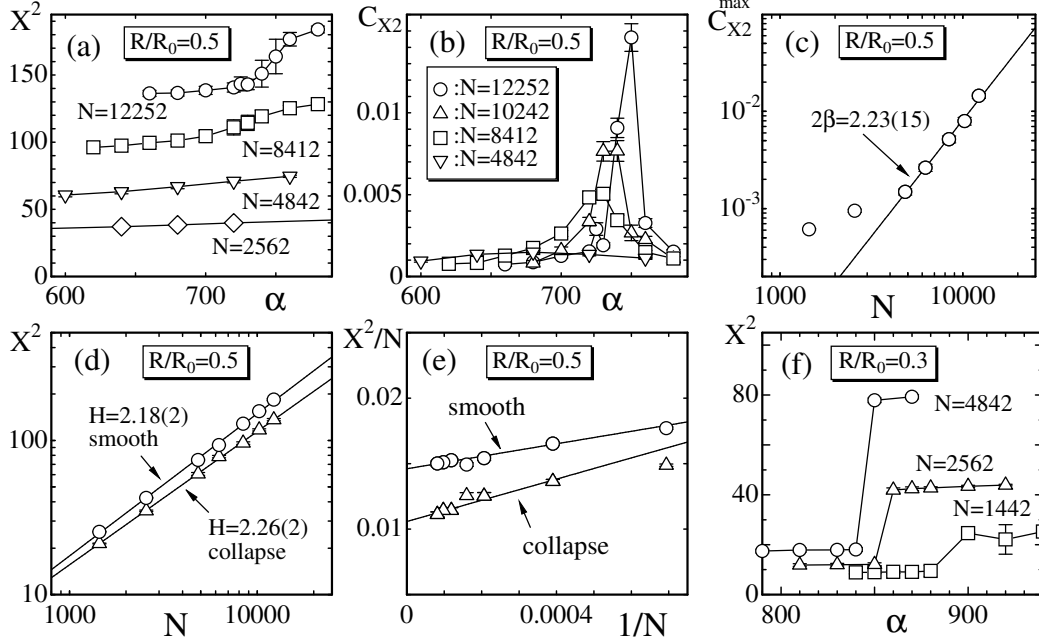 X²
(a)
R/R₀=0.5
200
150
100
50
0
N=12252
N=8412
N=4842
N=2562
600
700
α
C_X2
(b)
R/R₀=0.5
○ :N=12252
△ :N=10242
□ :N=8412
▽ :N=4842
0.01
0.005
0
600
700
α
C_X2^max
(c)
R/R₀=0.5
10⁻²
10⁻³
2β=2.23(15)
1000
10000
N
X²
(d)
R/R₀=0.5
100
10
H=2.18(2)
smooth
H=2.26(2)
collapse
1000
10000
N
X²/N
(e)
R/R₀=0.5
0.02
0.01
smooth
collapse
0
0.0004
1/N
X²
(f)
R/R₀=0.3
80
40
0
N=4842
N=2562
N=1442
800
900
α